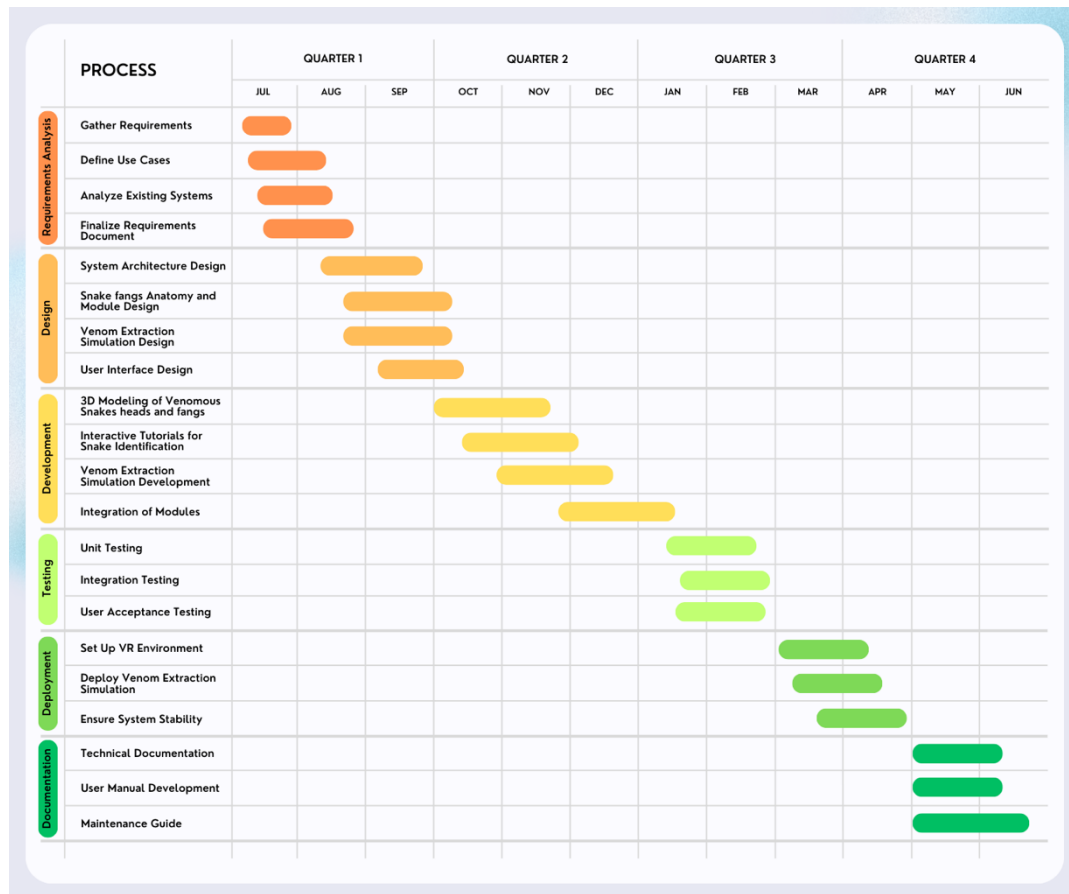 PROCESS
QUARTER 1
QUARTER 2
QUARTER 3
QUARTER 4
JUL
AUG
SEP
OCT
NOV
DEC
JAN
FEB
MAR
APR
MAY
JUN
Requirements Analysis
Gather Requirements
Define Use Cases
Analyze Existing Systems
Finalize Requirements
Document
Design
System Architecture Design
Snake fangs Anatomy and
Module Design
Venom Extraction
Simulation Design
User Interface Design
Development
3D Modeling of Venomous
Snakes heads and fangs
Interactive Tutorials for
Snake Identification
Venom Extraction
Simulation Development
Integration of Modules
Testing
Unit Testing
Integration Testing
User Acceptance Testing
Deployment
Set Up VR Environment
Deploy Venom Extraction
Simulation
Ensure System Stability
Documentation
Technical Documentation
User Manual Development
Maintenance Guide